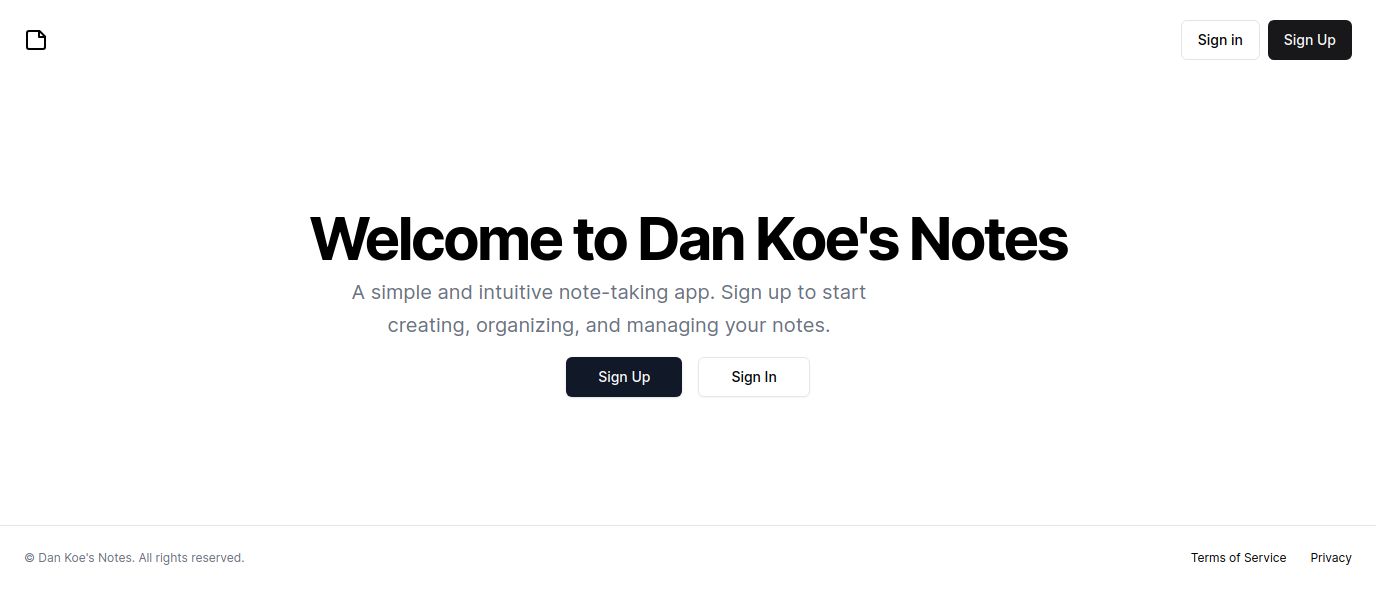 Sign in
Sign Up
Welcome to Dan Koe's Notes
A simple and intuitive note-taking app. Sign up to start
creating, organizing, and managing your notes.
Sign Up
Sign In
© Dan Koe's Notes. All rights reserved.
Terms of Service
Privacy